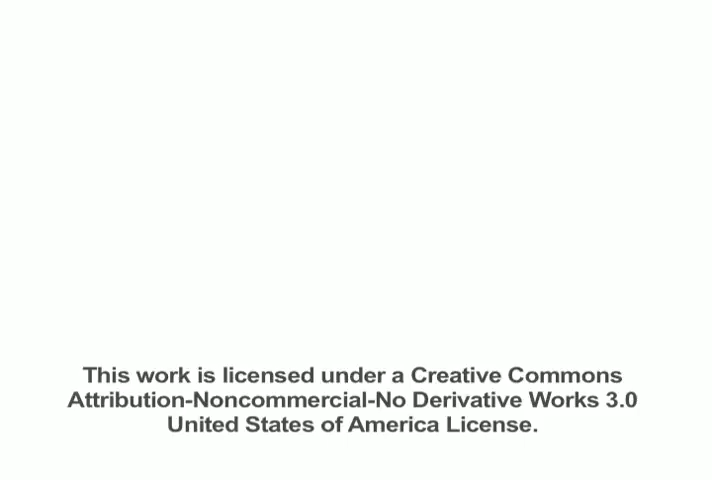 This work is licensed under a Creative Commons
Attribution-Noncommercial-No Derivative Works 3.0
United States of America License.